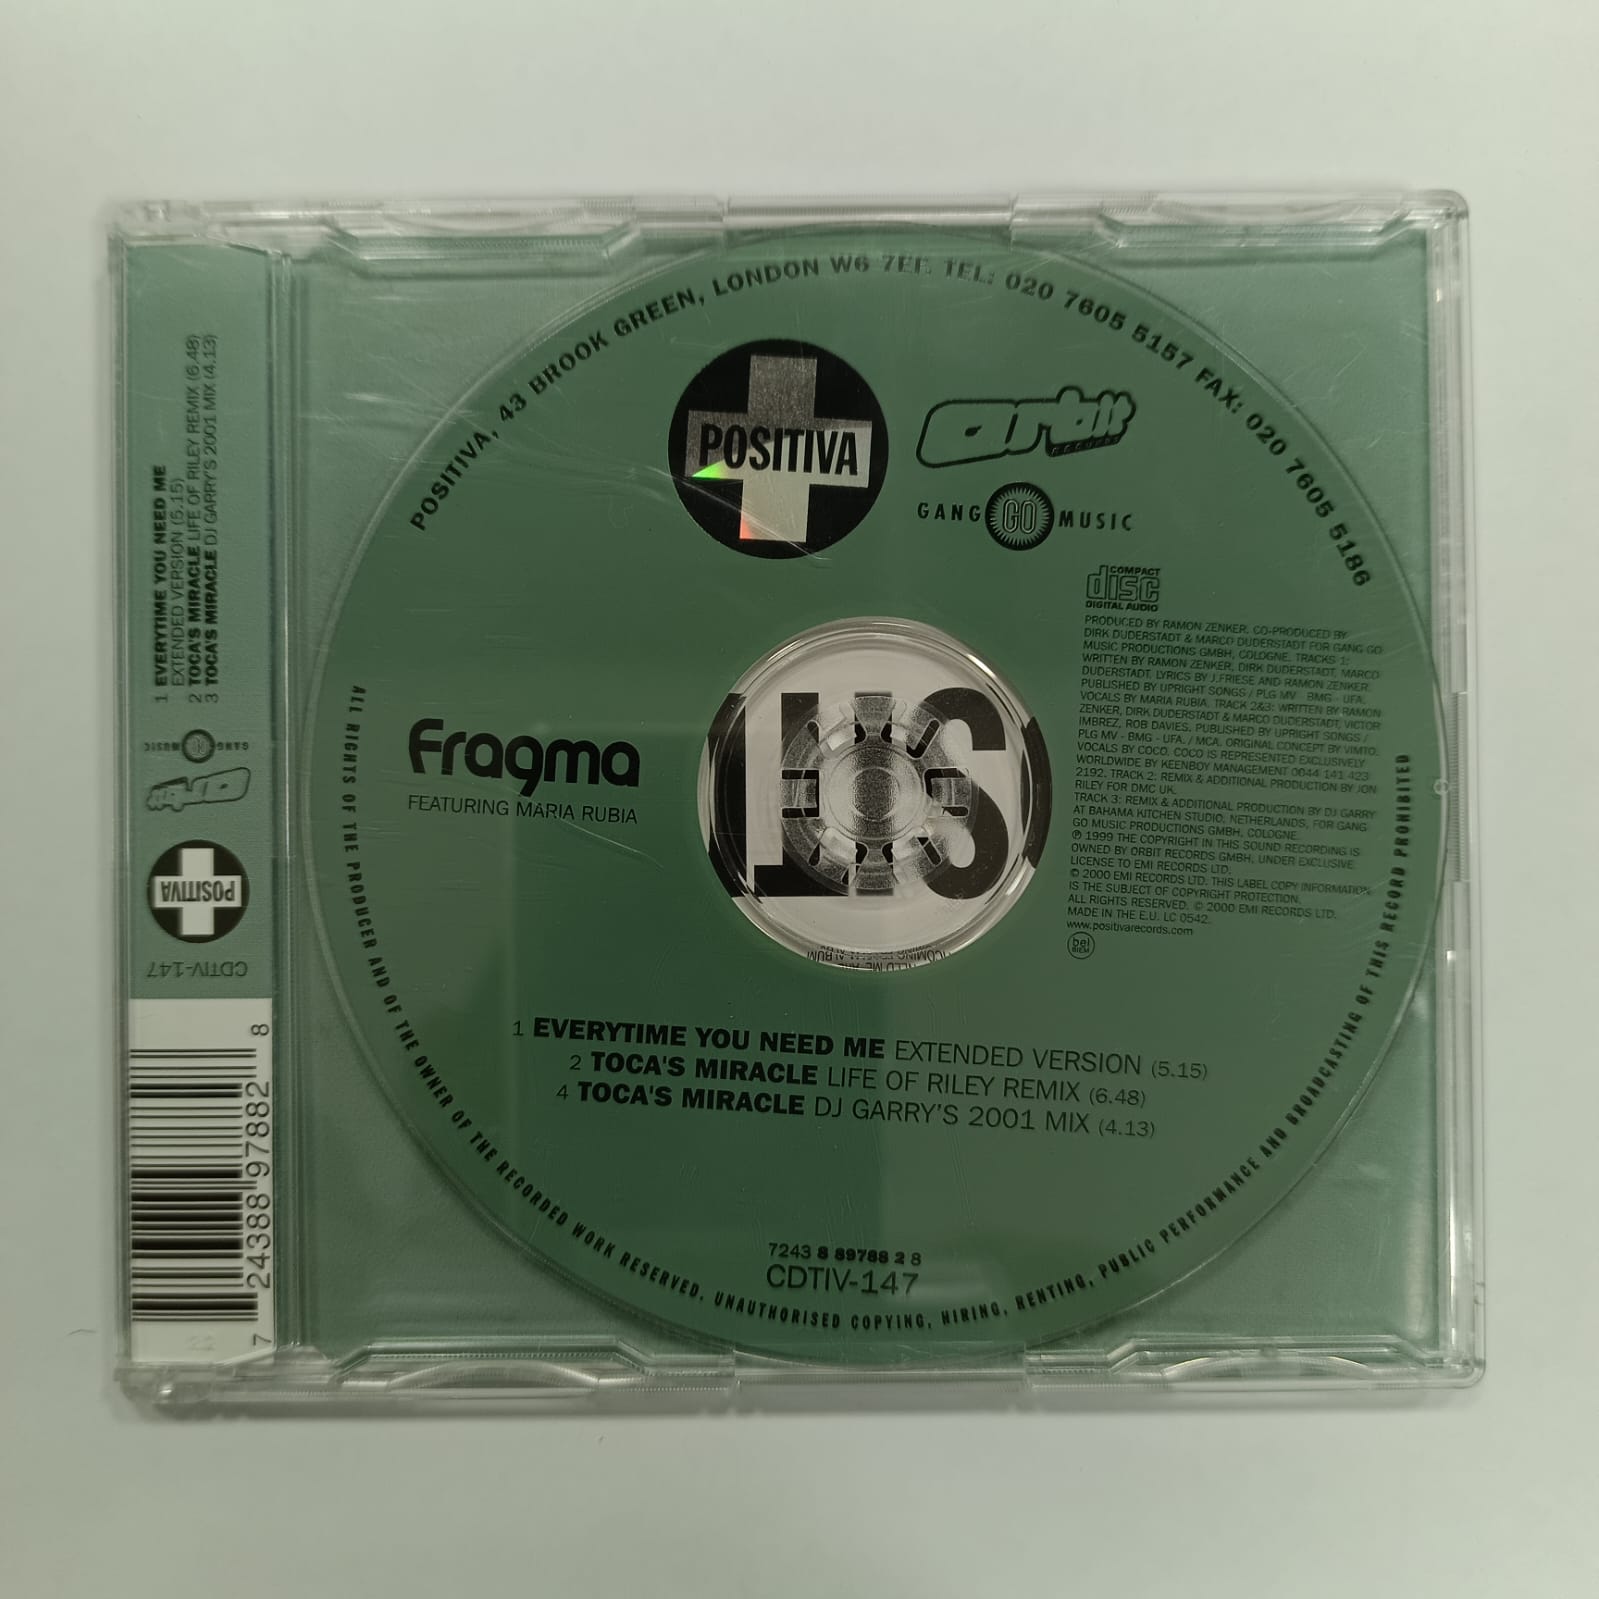 1 EVERYTIME YOU NEED ME
EXTENDED VERSION (5.15)
2 TOCA'S MIRACLE LIFE OF RILEY REMIX (6.48)
3 TOCA'S MIRACLE DJ GARRY'S 2001 MIX (4.13)
GANG GO MUSIC
orbit
POSITIVA
CDTIV-147
7 24388 97882 8
POSITIVA, 43 BROOK GREEN, LONDON W6 7EF. TEL: 020 7605 5157 FAX: 020 7605 5186
POSITIVA
orbit
RECORDS
GANG GO MUSIC
COMPACT
disc
DIGITAL AUDIO
PRODUCED BY RAMON ZENKER. CO-PRODUCED BY
DIRK DUDERSTADT & MARCO DUDERSTADT FOR GANG GO
MUSIC PRODUCTIONS GMBH, COLOGNE. TRACKS 1:
WRITTEN BY RAMON ZENKER, DIRK DUDERSTADT, MARCO
DUDERSTADT, LYRICS BY J.FRIESE AND RAMON ZENKER.
PUBLISHED BY UPRIGHT SONGS / PLG MV - BMG - UFA.
VOCALS BY MARIA RUBIA. TRACK 2&3: WRITTEN BY RAMON
ZENKER, DIRK DUDERSTADT & MARCO DUDERSTADT, VICTOR
IMBREZ, ROB DAVIES. PUBLISHED BY UPRIGHT SONGS /
PLG MV - BMG - UFA. / MCA. ORIGINAL CONCEPT BY VIMTO.
VOCALS BY COCO. COCO IS REPRESENTED EXCLUSIVELY
WORLDWIDE BY KEENBOY MANAGEMENT 0044 141 423
2192. TRACK 2: REMIX & ADDITIONAL PRODUCTION BY JON
RILEY FOR DMC UK.
TRACK 3: REMIX & ADDITIONAL PRODUCTION BY DJ GARRY
AT BAHAMA KITCHEN STUDIO, NETHERLANDS, FOR GANG
GO MUSIC PRODUCTIONS GMBH, COLOGNE.
℗ 1999 THE COPYRIGHT IN THIS SOUND RECORDING IS
OWNED BY ORBIT RECORDS GMBH, UNDER EXCLUSIVE
LICENSE TO EMI RECORDS LTD.
© 2000 EMI RECORDS LTD. THIS LABEL COPY INFORMATION
IS THE SUBJECT OF COPYRIGHT PROTECTION.
ALL RIGHTS RESERVED. © 2000 EMI RECORDS LTD.
MADE IN THE E.U. LC 0542.
www.positivarecords.com
bel
BIEM
Fragma
FEATURING MARIA RUBIA
1 EVERYTIME YOU NEED ME EXTENDED VERSION (5.15)
2 TOCA'S MIRACLE LIFE OF RILEY REMIX (6.48)
4 TOCA'S MIRACLE DJ GARRY'S 2001 MIX (4.13)
7243 8 89788 2 8
CDTIV-147
ALL RIGHTS OF THE PRODUCER AND OF THE OWNER OF THE RECORDED WORK RESERVED. UNAUTHORISED COPYING, HIRING, RENTING, PUBLIC PERFORMANCE AND BROADCASTING OF THIS RECORD PROHIBITED